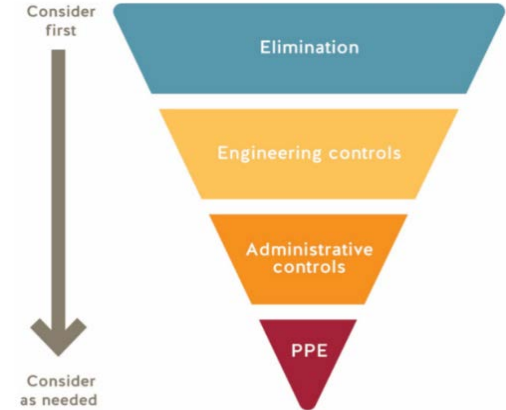 Consider
first
Elimination
Engineering controls
Administrative
controls
PPE
Consider
as needed